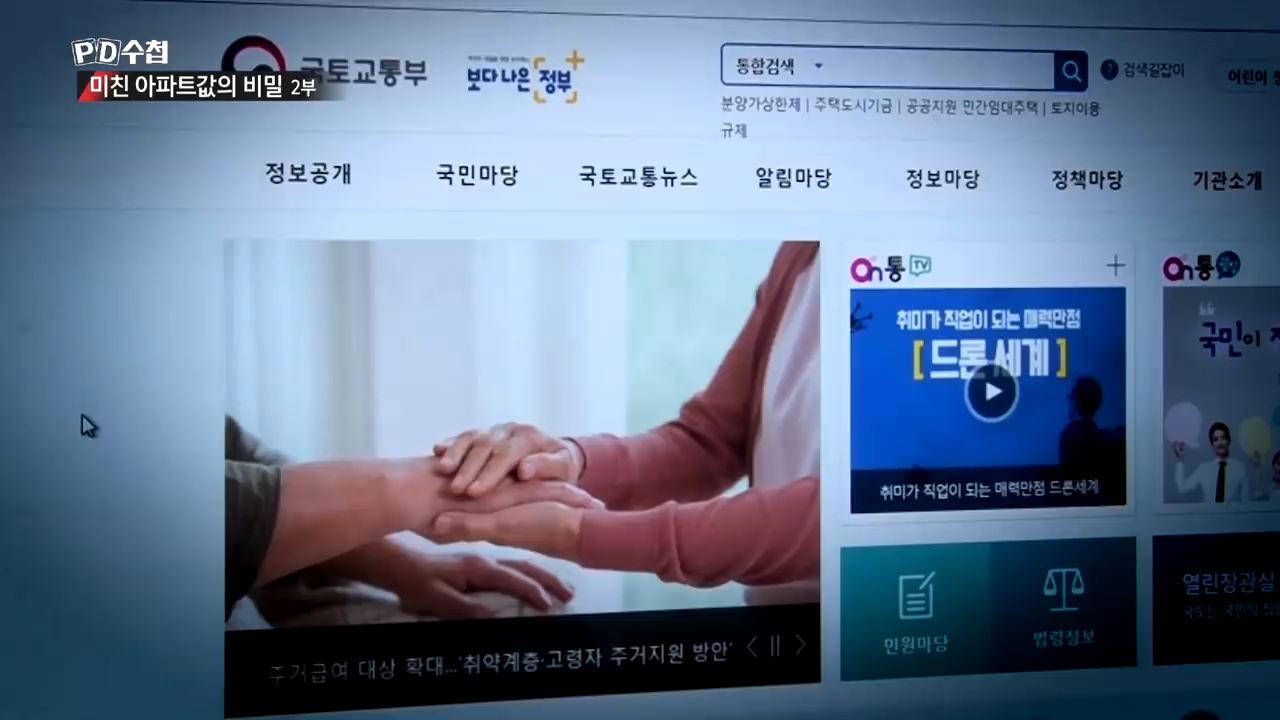 PD수첩
미친 아파트값의 비밀 2부
국토교통부
보다 나은 정부
통합검색
? 검색길잡이
어린이
분양가상한제 | 주택도시기금 | 공공지원 민간임대주택 | 토지이용
규제
정보공개 국민마당 국토교통뉴스 알림마당 정보마당 정책마당 기관소개
On통 TV
On통
취미가 직업이 되는 매력만점
[드론 세계]
국민이
취미가 직업이 되는 매력만점 드론세계
민원마당
법령정보
열린장관실
국토는 국민의
주거급여 대상 확대...'취약계층·고령자 주거지원 방안'